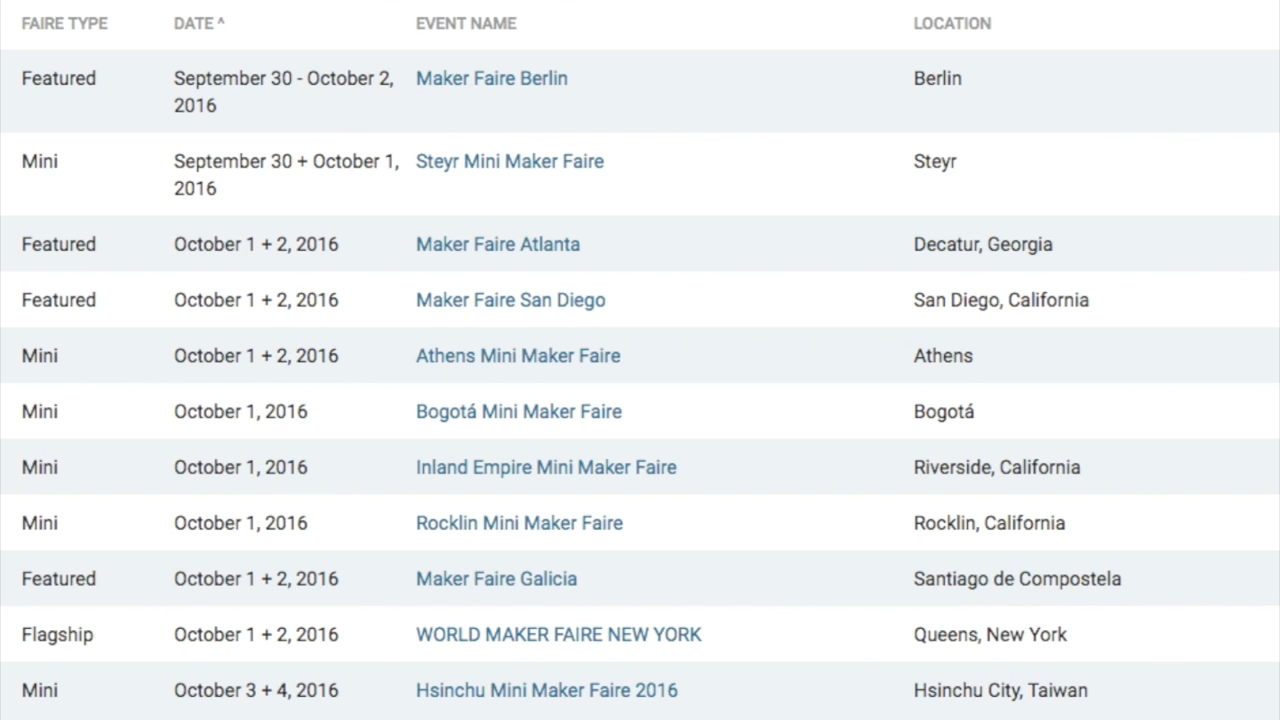 FAIRE TYPE DATE ^ EVENT NAME LOCATION
Featured September 30 - October 2, Maker Faire Berlin Berlin
2016
Mini September 30 + October 1, Steyr Mini Maker Faire Steyr
2016
Featured October 1 + 2, 2016 Maker Faire Atlanta Decatur, Georgia
Featured October 1 + 2, 2016 Maker Faire San Diego San Diego, California
Mini October 1 + 2, 2016 Athens Mini Maker Faire Athens
Mini October 1, 2016 Bogotá Mini Maker Faire Bogotá
Mini October 1, 2016 Inland Empire Mini Maker Faire Riverside, California
Mini October 1, 2016 Rocklin Mini Maker Faire Rocklin, California
Featured October 1 + 2, 2016 Maker Faire Galicia Santiago de Compostela
Flagship October 1 + 2, 2016 WORLD MAKER FAIRE NEW YORK Queens, New York
Mini October 3 + 4, 2016 Hsinchu Mini Maker Faire 2016 Hsinchu City, Taiwan